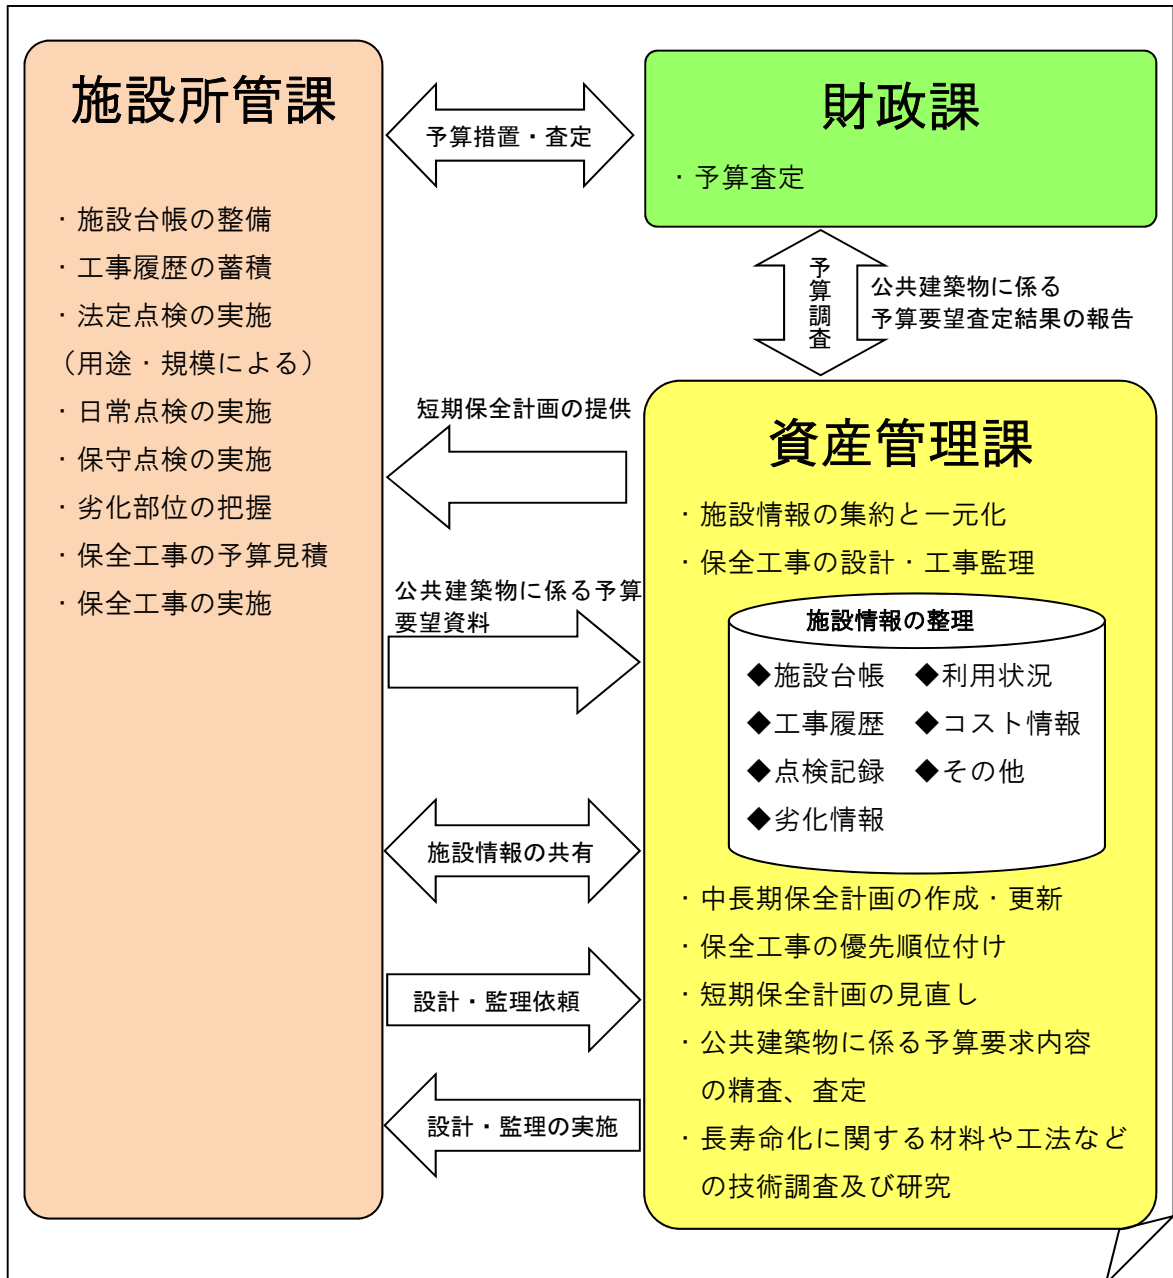 施設所管課
・施設台帳の整備
・工事履歴の蓄積
・法定点検の実施
（用途・規模による）
・日常点検の実施
・保守点検の実施
・劣化部位の把握
・保全工事の予算見積
・保全工事の実施
予算措置・査定
財政課
・予算査定
予算調査
公共建築物に係る
予算要望査定結果の報告
短期保全計画の提供
公共建築物に係る予算
要望資料
施設情報の共有
設計・監理依頼
設計・監理の実施
資産管理課
・施設情報の集約と一元化
・保全工事の設計・工事監理
施設情報の整理
◆施設台帳　◆利用状況
◆工事履歴　◆コスト情報
◆点検記録　◆その他
◆劣化情報
・中長期保全計画の作成・更新
・保全工事の優先順位付け
・短期保全計画の見直し
・公共建築物に係る予算要求内容
の精査、査定
・長寿命化に関する材料や工法など
の技術調査及び研究